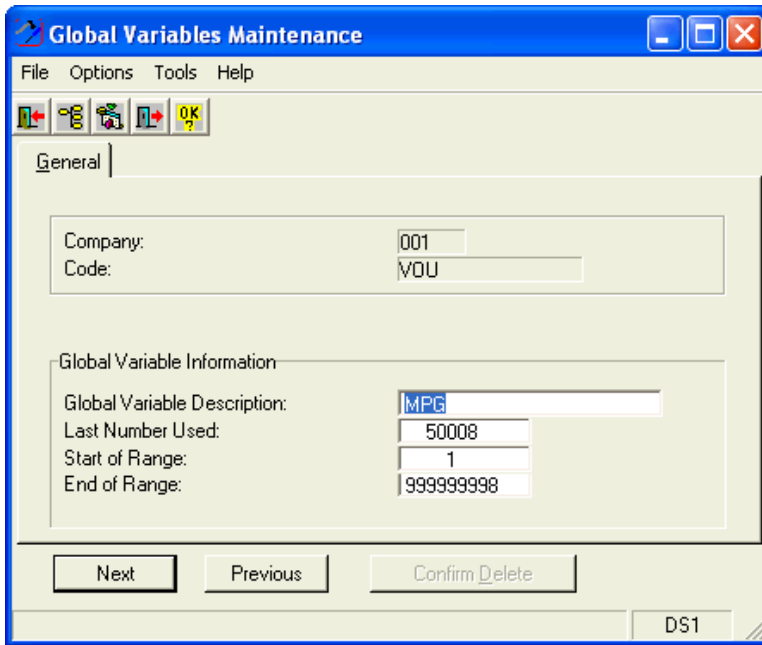 Global Variables Maintenance
File Options Tools Help
OK ?
General
Company: 001
Code: VOU
Global Variable Information
Global Variable Description: MPG
Last Number Used: 50008
Start of Range: 1
End of Range: 999999998
Next Previous Confirm Delete
DS1